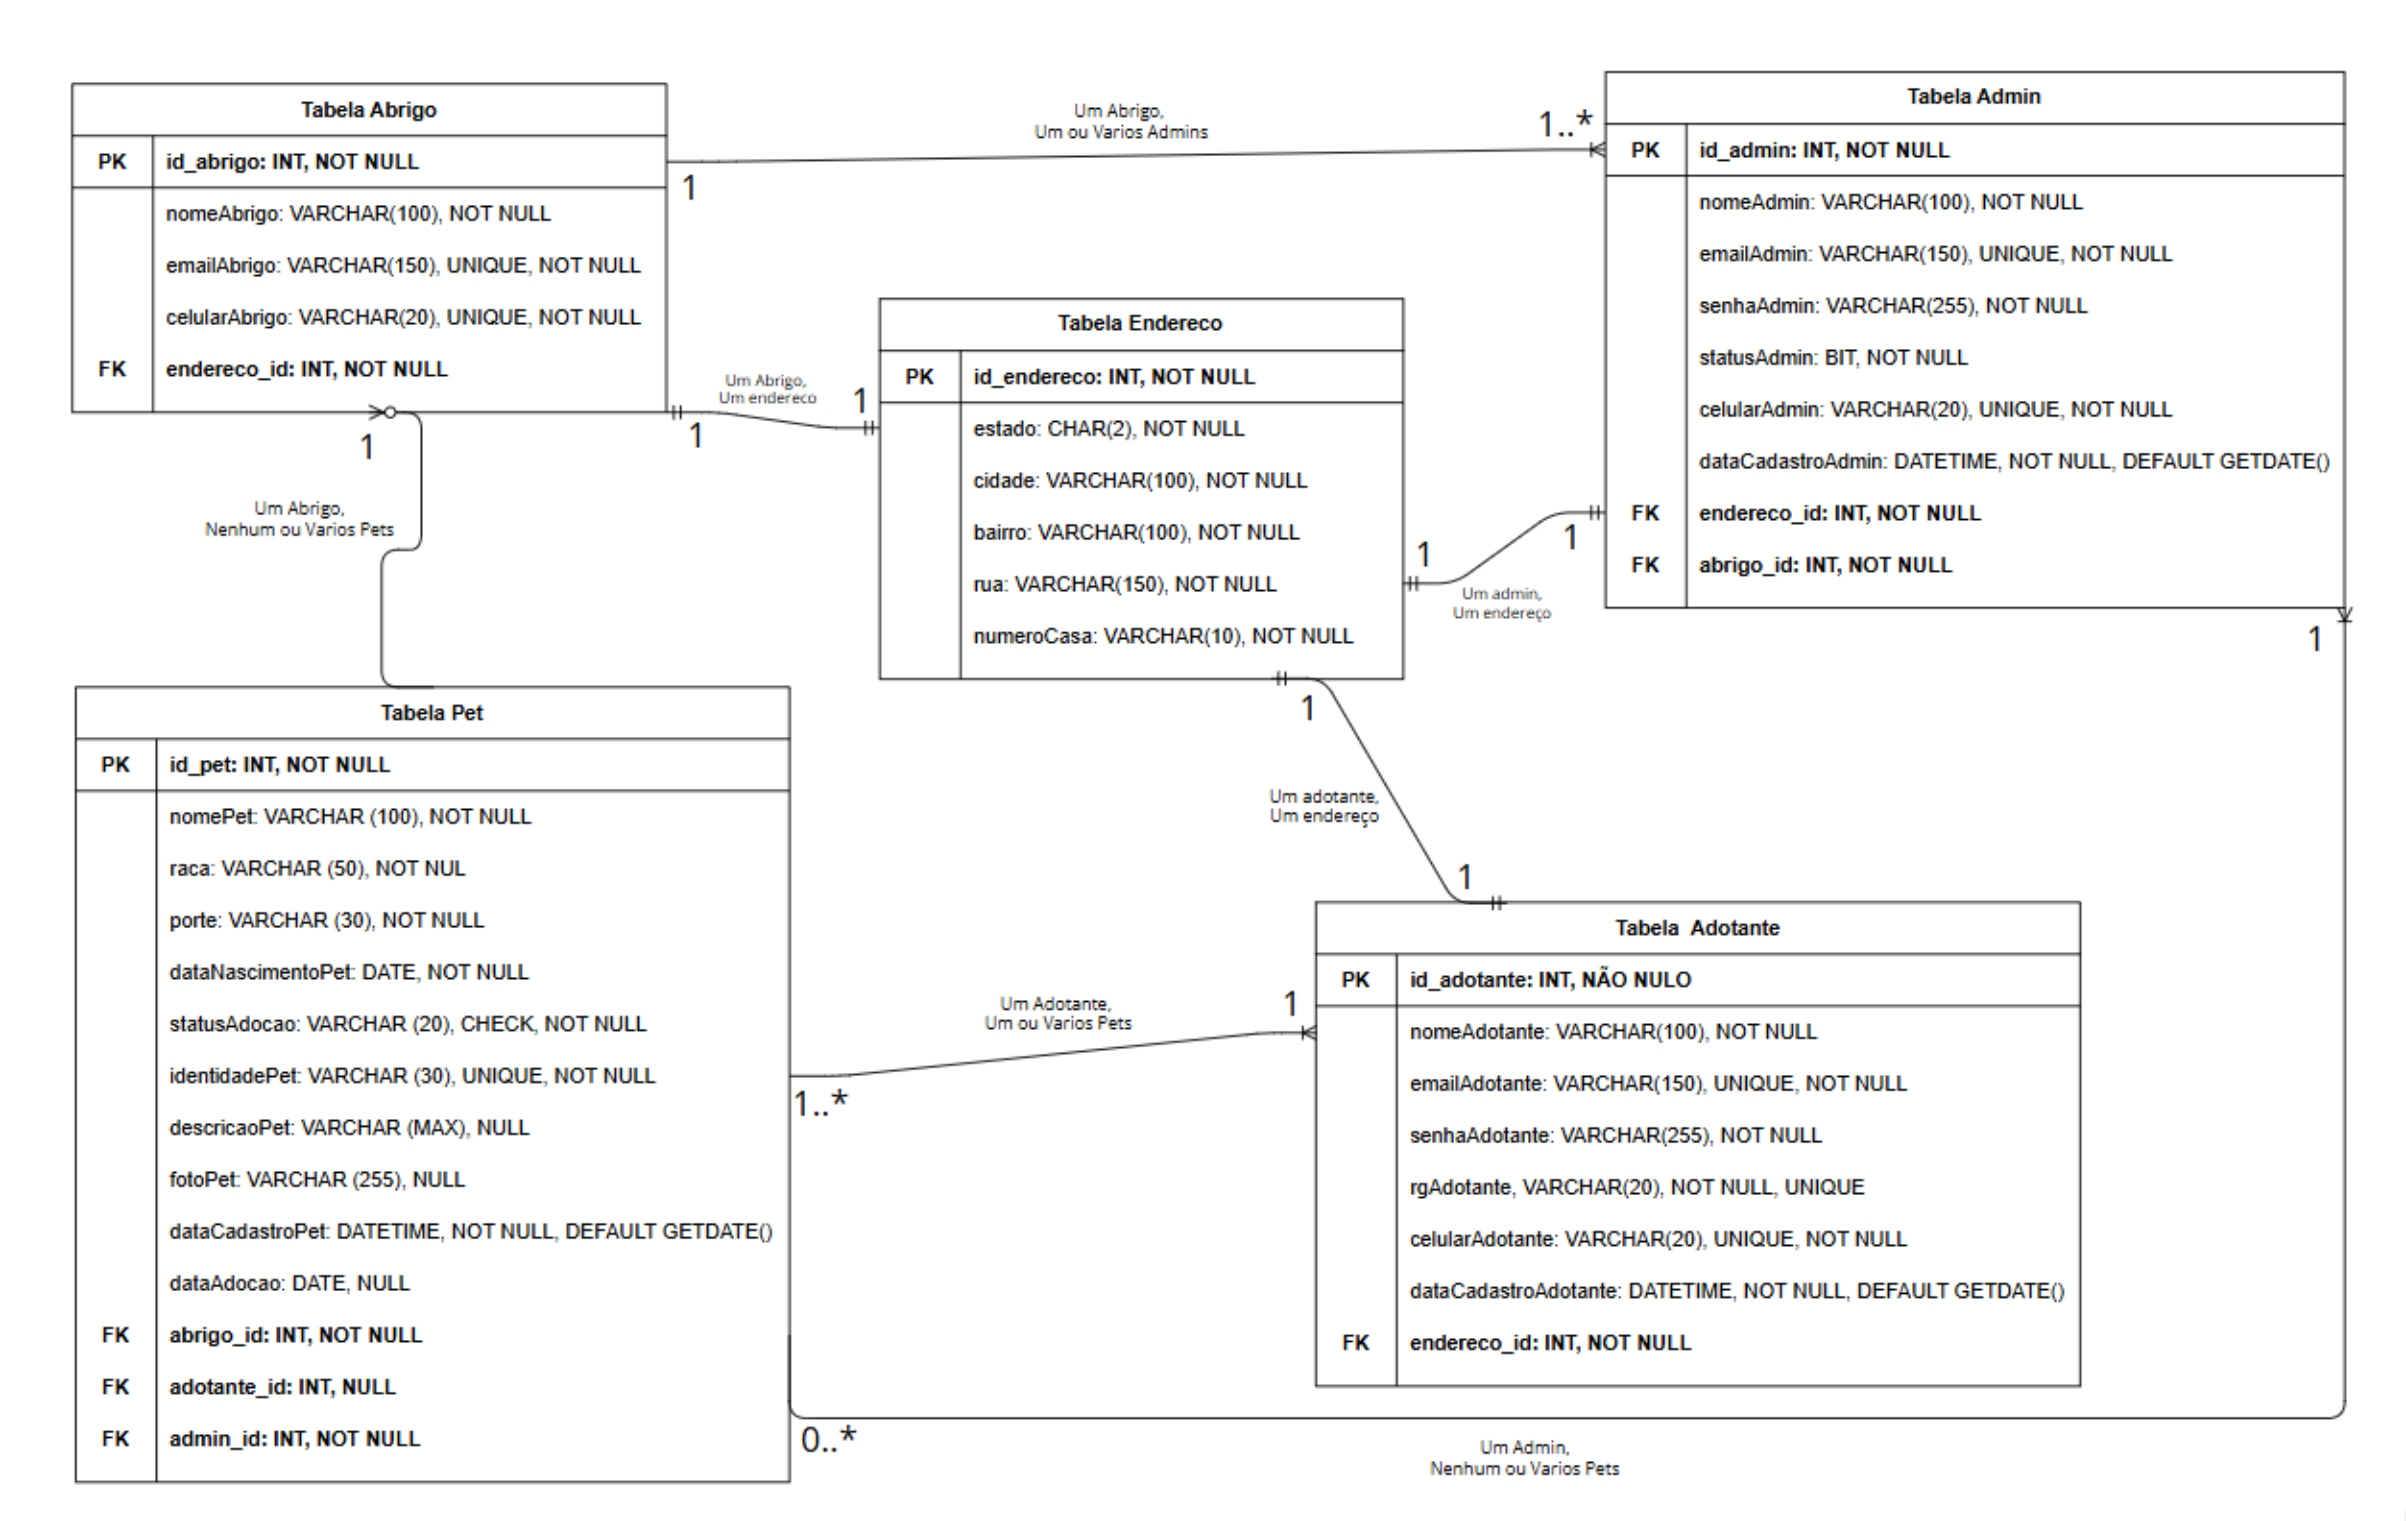 Tabela Abrigo
PK id_abrigo: INT, NOT NULL
nomeAbrigo: VARCHAR(100), NOT NULL
emailAbrigo: VARCHAR(150), UNIQUE, NOT NULL
celularAbrigo: VARCHAR(20), UNIQUE, NOT NULL
FK endereco_id: INT, NOT NULL
Um Abrigo,
Um ou Varios Admins
1
1..*
Tabela Admin
PK id_admin: INT, NOT NULL
nomeAdmin: VARCHAR(100), NOT NULL
emailAdmin: VARCHAR(150), UNIQUE, NOT NULL
senhaAdmin: VARCHAR(255), NOT NULL
statusAdmin: BIT, NOT NULL
celularAdmin: VARCHAR(20), UNIQUE, NOT NULL
dataCadastroAdmin: DATETIME, NOT NULL, DEFAULT GETDATE()
FK endereco_id: INT, NOT NULL
FK abrigo_id: INT, NOT NULL
1
Um Abrigo,
Um endereco
1
1
Tabela Endereco
PK id_endereco: INT, NOT NULL
estado: CHAR(2), NOT NULL
cidade: VARCHAR(100), NOT NULL
bairro: VARCHAR(100), NOT NULL
rua: VARCHAR(150), NOT NULL
numeroCasa: VARCHAR(10), NOT NULL
1
1
Um admin,
Um endereço
1
Um Abrigo,
Nenhum ou Varios Pets
1
Um adotante,
Um endereço
1
Tabela Pet
PK id_pet: INT, NOT NULL
nomePet: VARCHAR (100), NOT NULL
raca: VARCHAR (50), NOT NUL
porte: VARCHAR (30), NOT NULL
dataNascimentoPet: DATE, NOT NULL
statusAdocao: VARCHAR (20), CHECK, NOT NULL
identidadePet: VARCHAR (30), UNIQUE, NOT NULL
descricaoPet: VARCHAR (MAX), NULL
fotoPet: VARCHAR (255), NULL
dataCadastroPet: DATETIME, NOT NULL, DEFAULT GETDATE()
dataAdocao: DATE, NULL
FK abrigo_id: INT, NOT NULL
FK adotante_id: INT, NULL
FK admin_id: INT, NOT NULL
Um Adotante,
Um ou Varios Pets
1
1..*
Tabela Adotante
PK id_adotante: INT, NÃO NULO
nomeAdotante: VARCHAR(100), NOT NULL
emailAdotante: VARCHAR(150), UNIQUE, NOT NULL
senhaAdotante: VARCHAR(255), NOT NULL
rgAdotante, VARCHAR(20), NOT NULL, UNIQUE
celularAdotante: VARCHAR(20), UNIQUE, NOT NULL
dataCadastroAdotante: DATETIME, NOT NULL, DEFAULT GETDATE()
FK endereco_id: INT, NOT NULL
0..*
Um Admin,
Nenhum ou Varios Pets